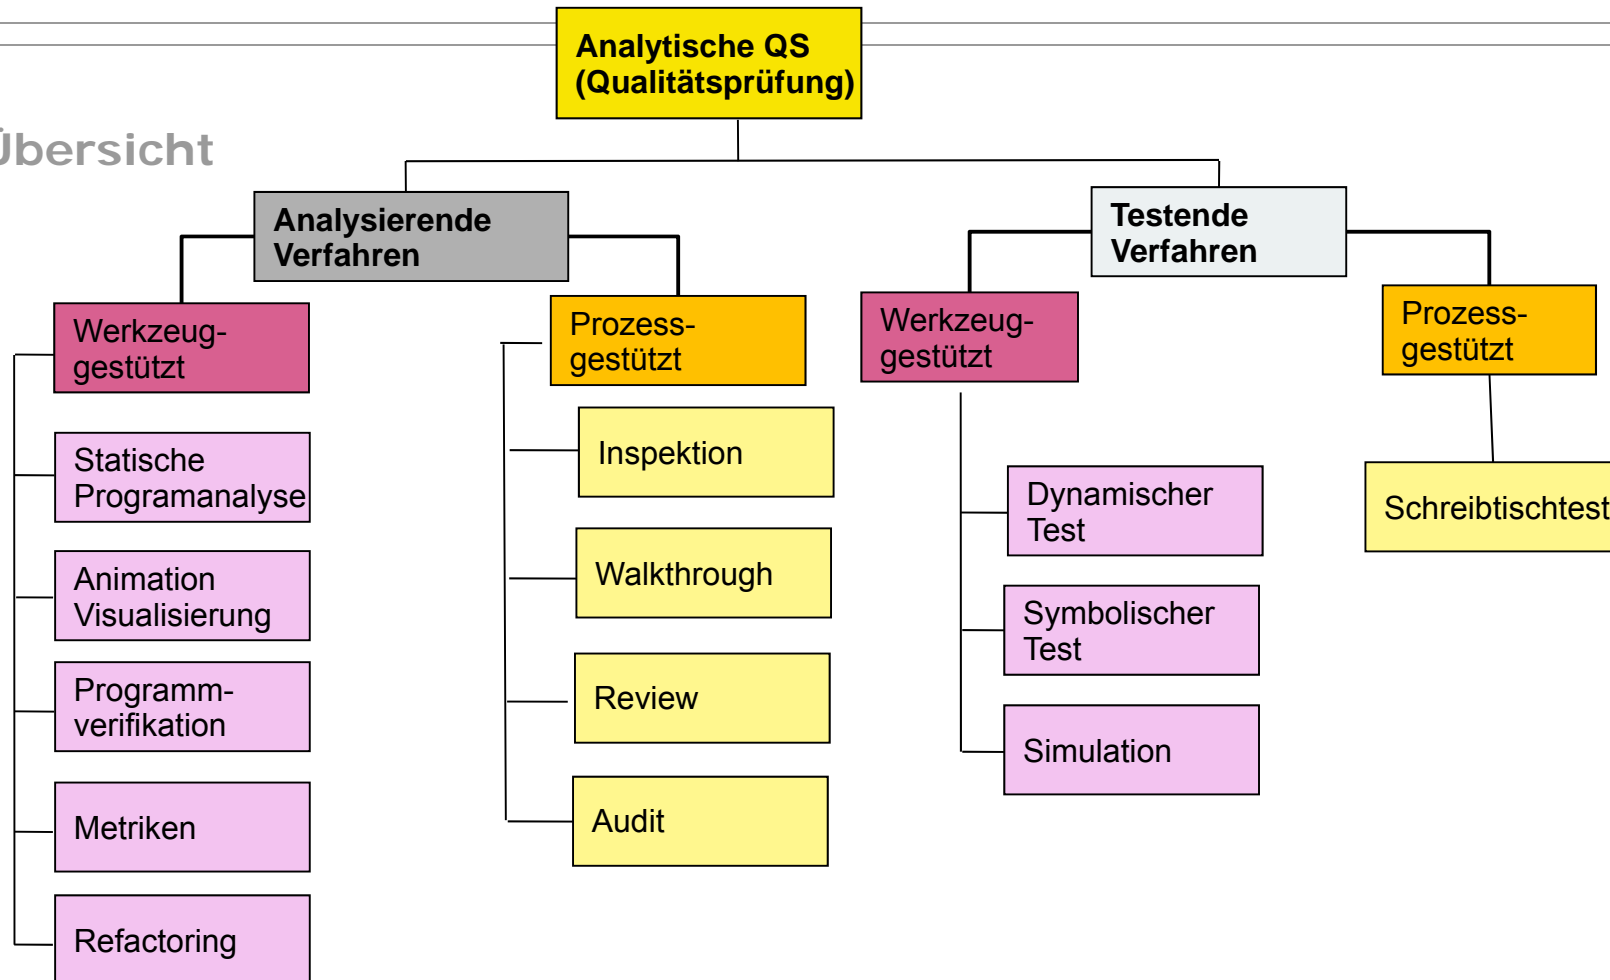 Analytische QS
(Qualitätsprüfung)
Übersicht
Analysierende
Verfahren
Testende
Verfahren
Werkzeug-
gestützt
Prozess-
gestützt
Werkzeug-
gestützt
Prozess-
gestützt
Statische
Programanalyse
Animation
Visualisierung
Programm-
verifikation
Metriken
Refactoring
Inspektion
Walkthrough
Review
Audit
Dynamischer
Test
Symbolischer
Test
Simulation
Schreibtischtest